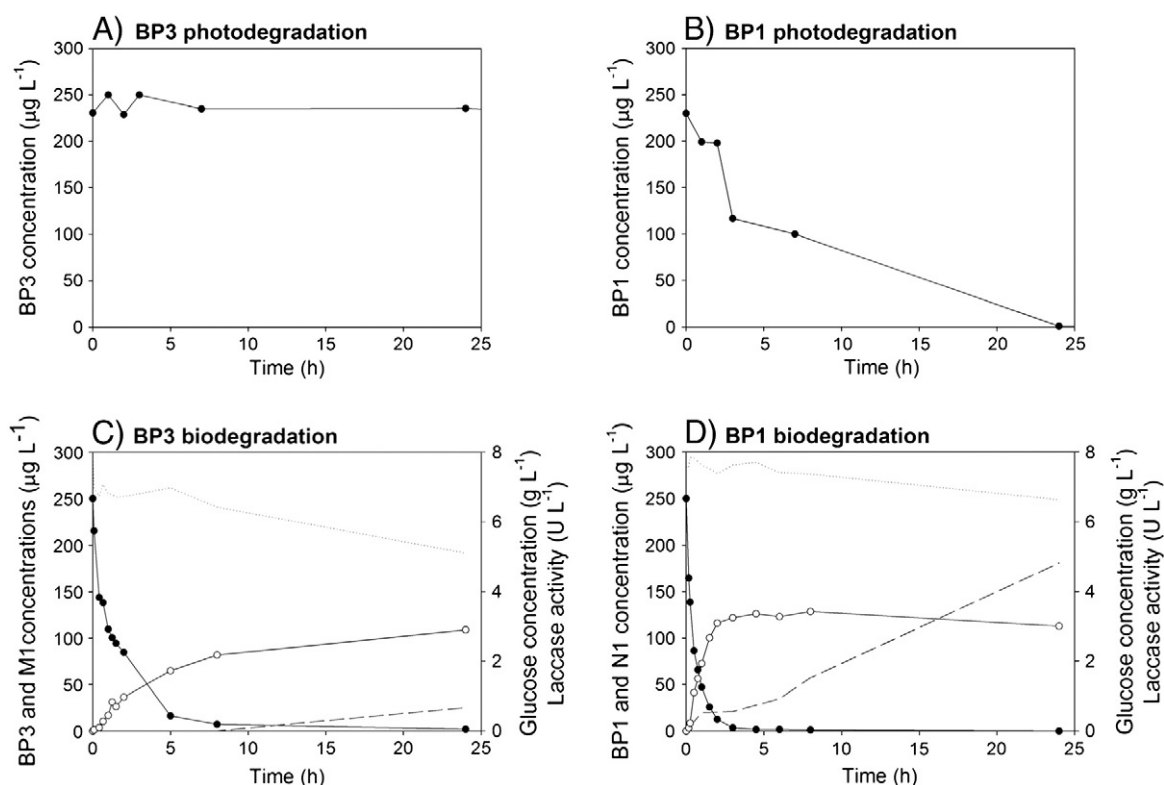 A) BP3 photodegradation
300
250
200
150
100
50
0
BP3 concentration (µg L⁻¹)
0 5 10 15 20 25
Time (h)
B) BP1 photodegradation
300
250
200
150
100
50
0
BP1 concentration (µg L⁻¹)
0 5 10 15 20 25
Time (h)
C) BP3 biodegradation
300
250
200
150
100
50
0
BP3 and M1concentrations (µg L⁻¹)
8
6
4
2
0
Glucose concentration (g L⁻¹)
Laccase activity (U L⁻¹)
0 5 10 15 20 25
Time (h)
D) BP1 biodegradation
300
250
200
150
100
50
0
BP1 and N1 concentration (µg L⁻¹)
8
6
4
2
0
Glucose concentration (g L⁻¹)
Laccase activity (U L⁻¹)
0 5 10 15 20 25
Time (h)